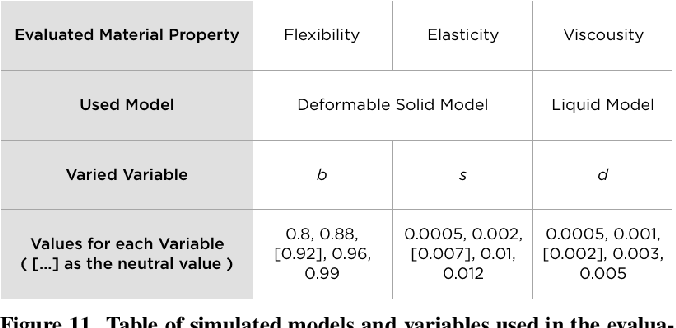 Evaluated Material Property Flexibility Elasticity Viscousity
Used Model Deformable Solid Model Liquid Model
Varied Variable b s d
Values for each Variable
( [...] as the neutral value )
0.8, 0.88,
[0.92], 0.96,
0.99
0.0005, 0.002,
[0.007], 0.01,
0.012
0.0005, 0.001,
[0.002], 0.003,
0.005
Figure 11. Table of simulated models and variables used in the evalua-